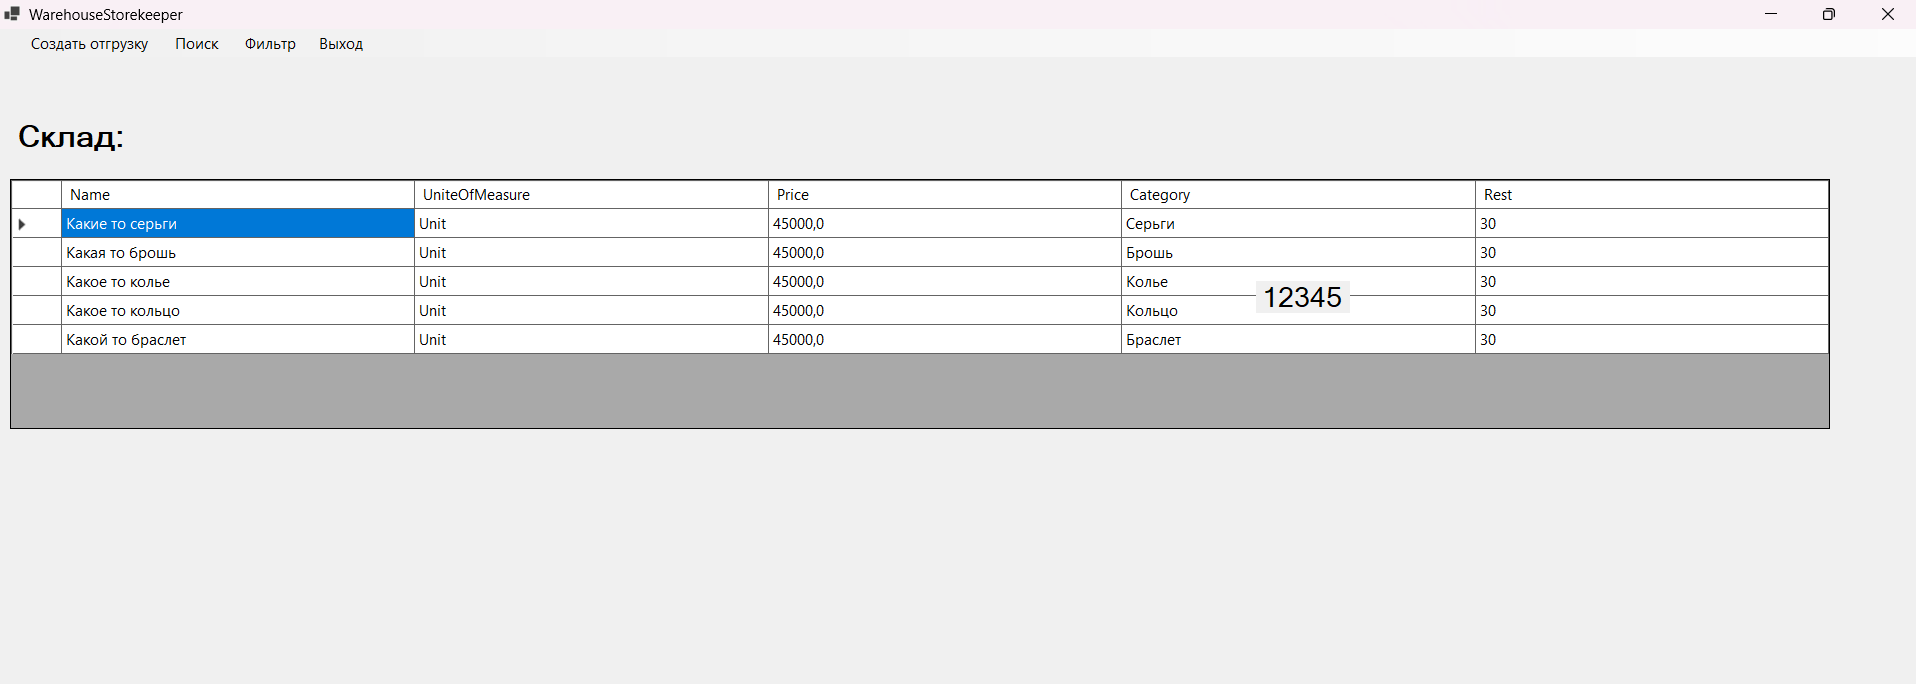 WarehouseStorekeeper
Создать отгрузку Поиск Фильтр Выход
Склад:
Name UniteOfMeasure Price Category Rest
Какие то серьги Unit 45000,0 Серьги 30
Какая то брошь Unit 45000,0 Брошь 30
Какое то колье Unit 45000,0 Колье 30
12345
Какое то кольцо Unit 45000,0 Кольцо 30
Какой то браслет Unit 45000,0 Браслет 30